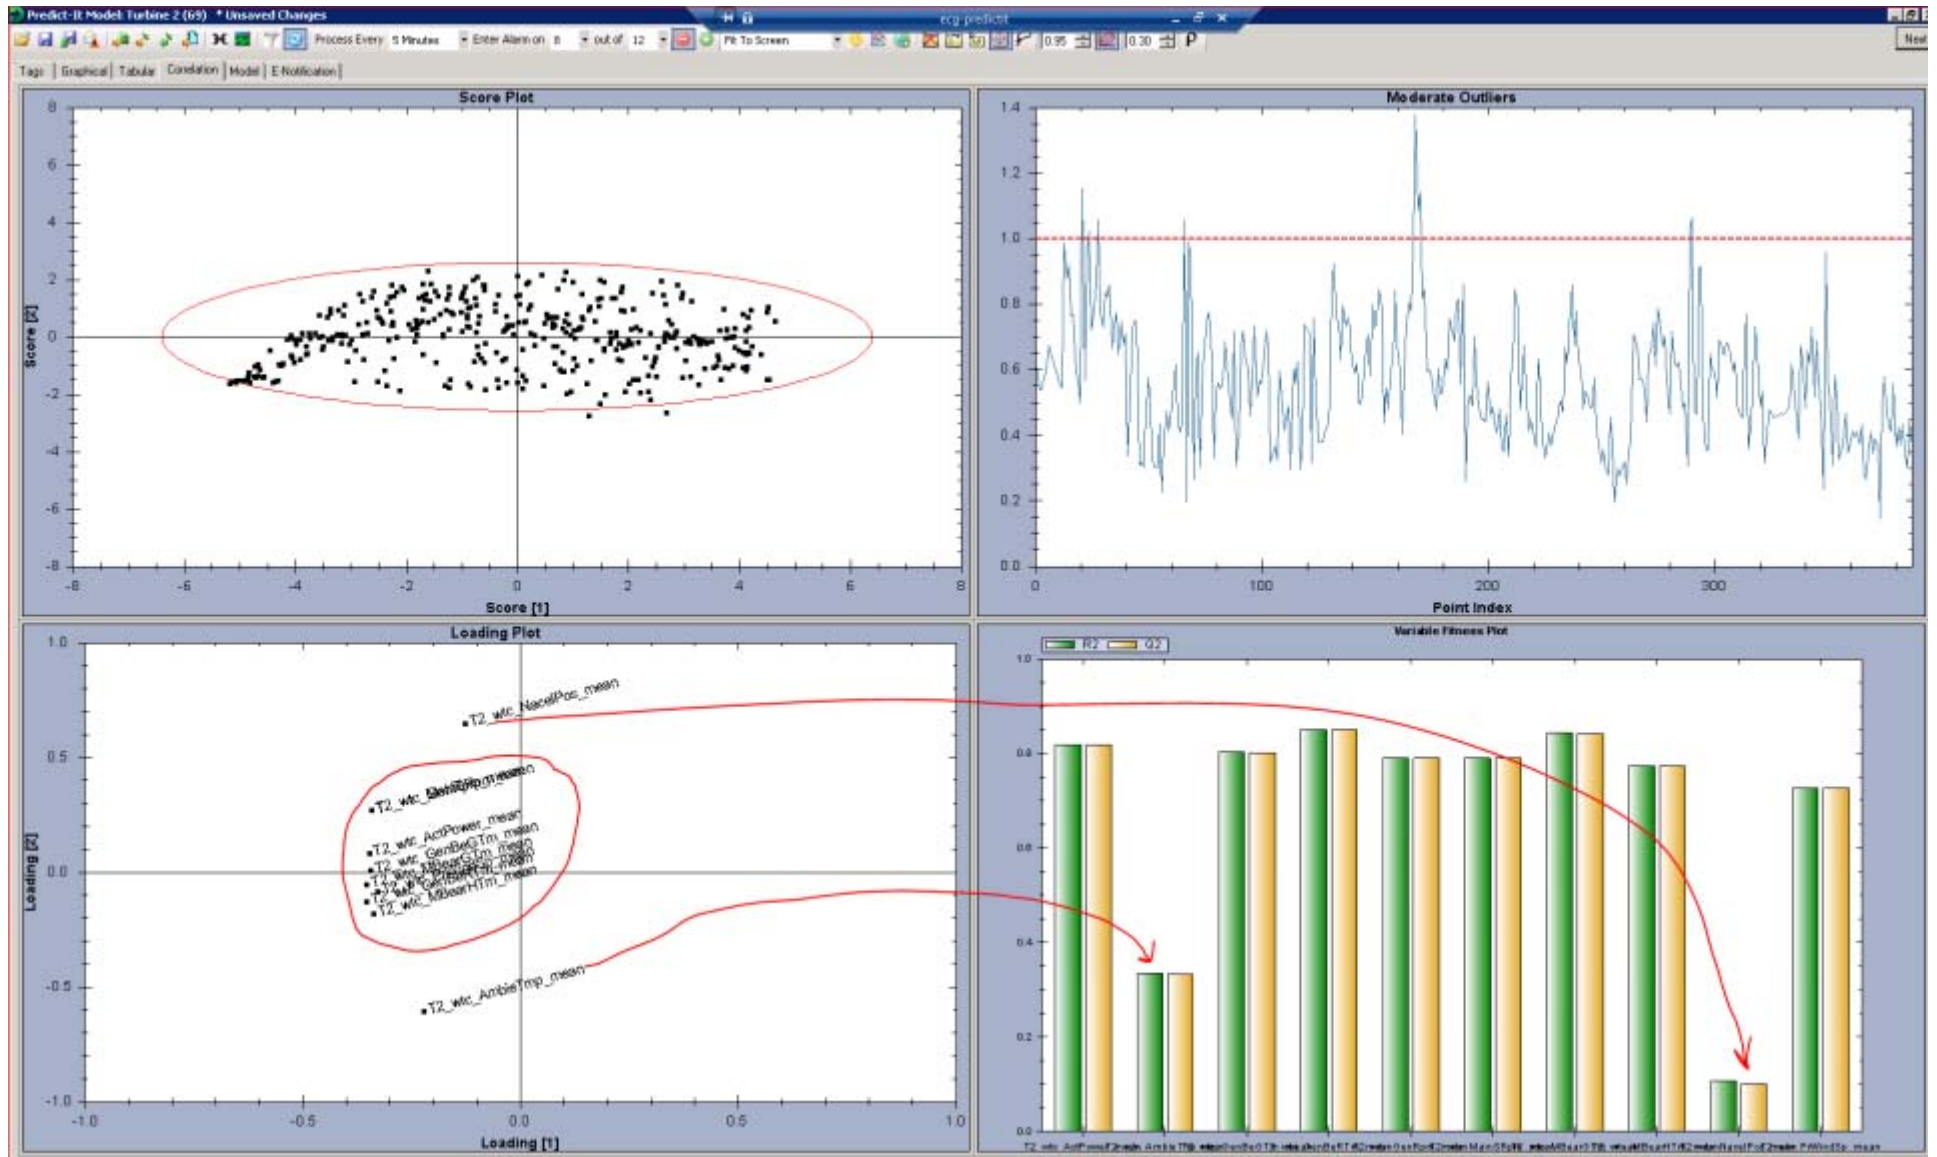 Predict-It Model: Turbine 2 (69) * Unsaved Changes
ecg-predictit
Process Every 5 Minutes Enter Alarm on 8 out of 12 Fit To Screen 0.95 0.30 ρ Next
Tags Graphical Tabular Correlation Model E-Notification
Score Plot
8
6
4
2
0
-2
-4
-6
-8
Score [2]
-8 -6 -4 -2 0 2 4 6 8
Score [1]
Moderate Outliers
1.4
1.2
1.0
0.8
0.6
0.4
0.2
0.0
0 100 200 300
Point Index
Loading Plot
1.0
0.5
0.0
-0.5
-1.0
Loading [2]
T2_wtc_NacelPos_mean
T2_wtc_ActPower_mean
T2_wtc_GenBeGTm_mean
T2_wtc_MBearGTm_mean
T2_wtc_MBearHTm_mean
T2_wtc_AmbieTmp_mean
-1.0 -0.5 0.0 0.5 1.0
Loading [1]
Variable Fitness Plot
R2 Q2
1.0
0.8
0.6
0.4
0.2
0.0